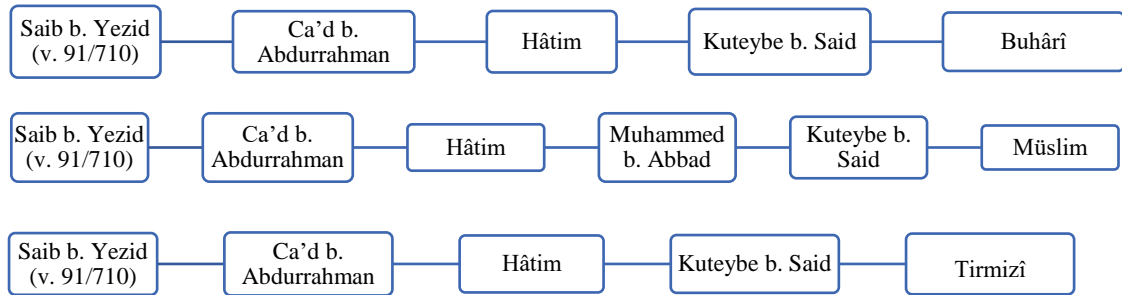 Saib b. Yezid
(v. 91/710)
Ca’d b.
Abdurrahman
Hâtim
Kuteybe b. Said
Buhârî
Saib b. Yezid
(v. 91/710)
Ca’d b.
Abdurrahman
Hâtim
Muhammed
b. Abbad
Kuteybe b.
Said
Müslim
Saib b. Yezid
(v. 91/710)
Ca’d b.
Abdurrahman
Hâtim
Kuteybe b. Said
Tirmizî